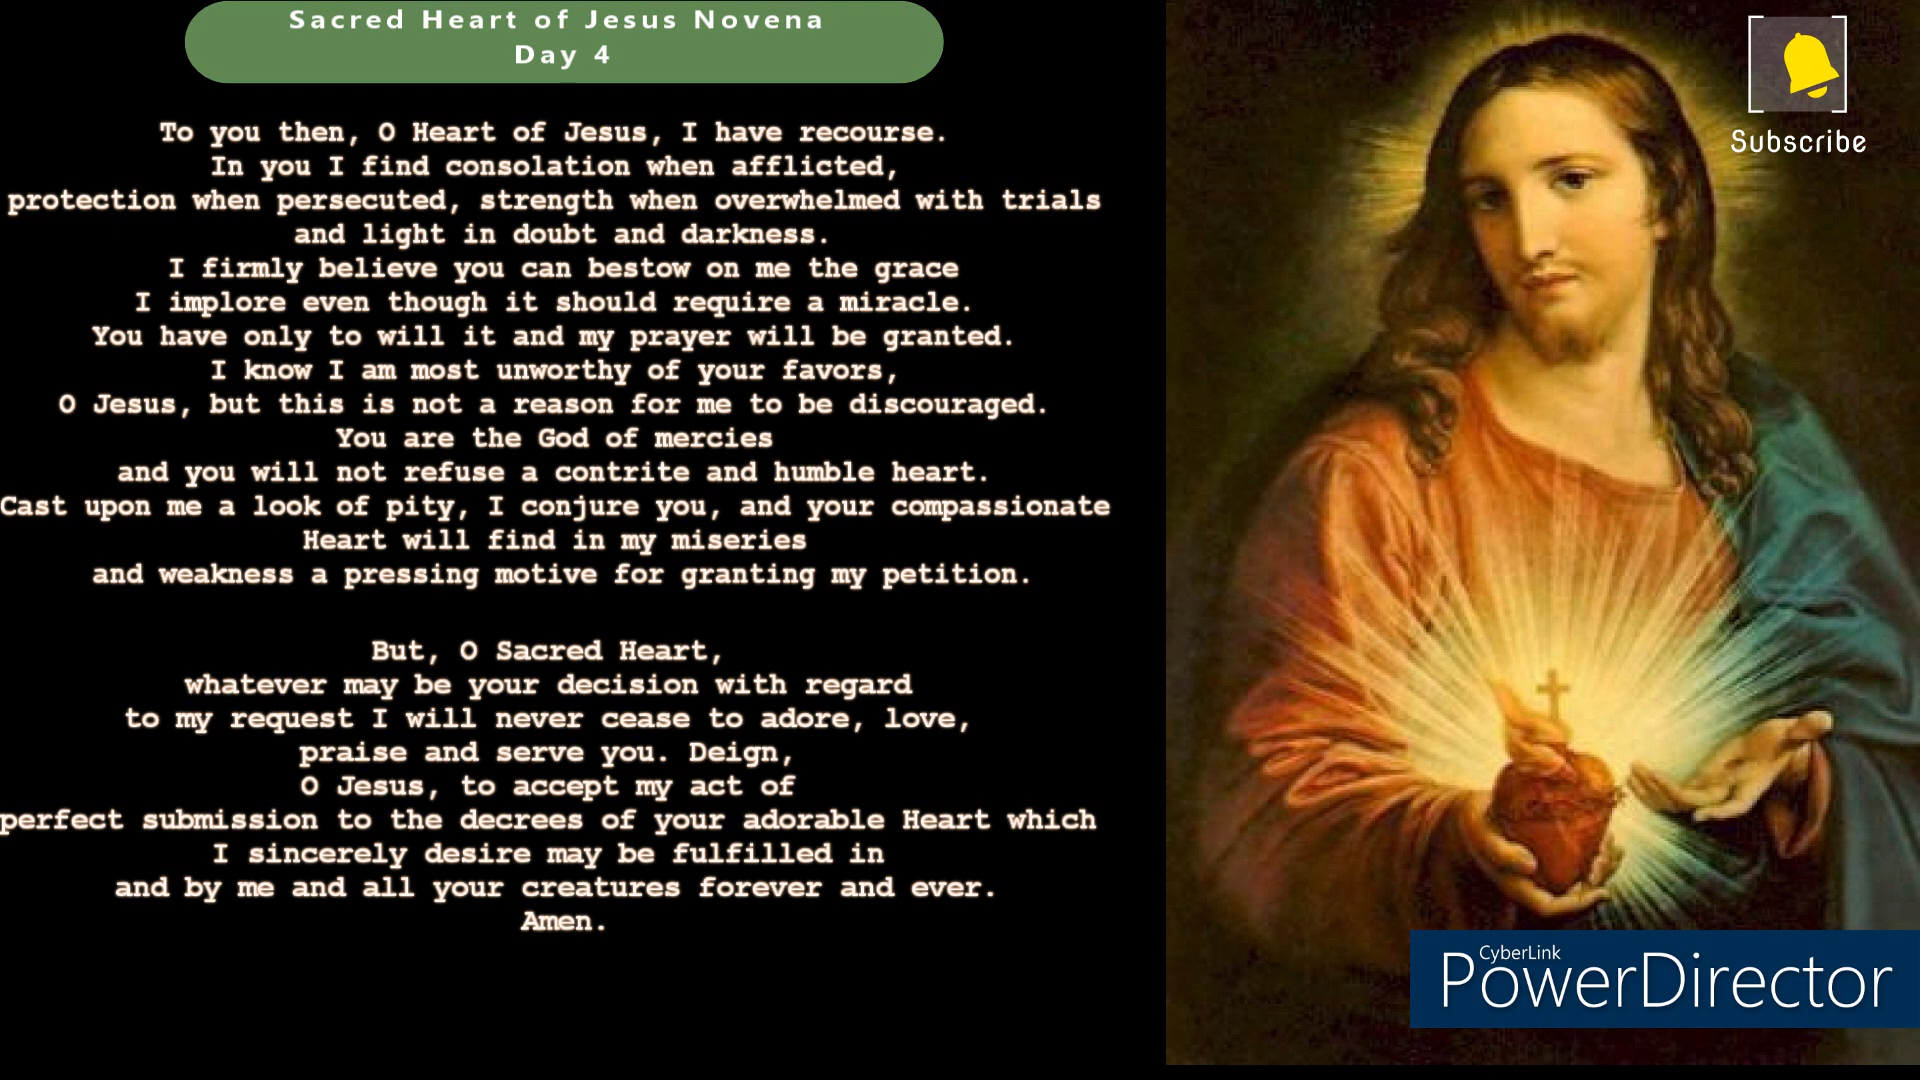 Sacred Heart of Jesus Novena
Day 4
To you then, O Heart of Jesus, I have recourse.
In you I find consolation when afflicted,
protection when persecuted, strength when overwhelmed with trials
and light in doubt and darkness.
I firmly believe you can bestow on me the grace
I implore even though it should require a miracle.
You have only to will it and my prayer will be granted.
I know I am most unworthy of your favors,
O Jesus, but this is not a reason for me to be discouraged.
You are the God of mercies
and you will not refuse a contrite and humble heart.
Cast upon me a look of pity, I conjure you, and your compassionate
Heart will find in my miseries
and weakness a pressing motive for granting my petition.
But, O Sacred Heart,
whatever may be your decision with regard
to my request I will never cease to adore, love,
praise and serve you. Deign,
O Jesus, to accept my act of
perfect submission to the decrees of your adorable Heart which
I sincerely desire may be fulfilled in
and by me and all your creatures forever and ever.
Amen.
Subscribe
CyberLink
PowerDirector